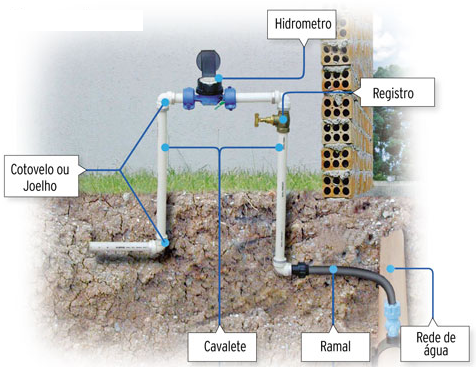 Hidrometro
Registro
Cotovelo ou
Joelho
Cavalete
Ramal
Rede de
água